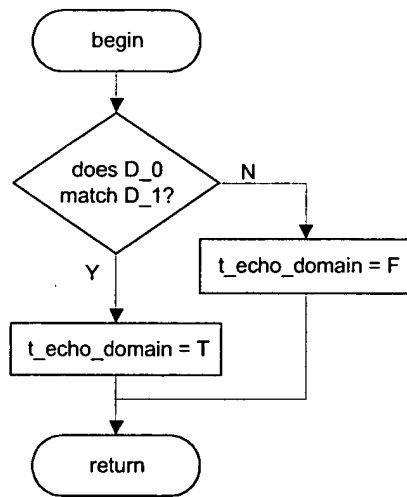 begin
does D_0
match D_1?
N
t_echo_domain = F
Y
t_echo_domain = T
return